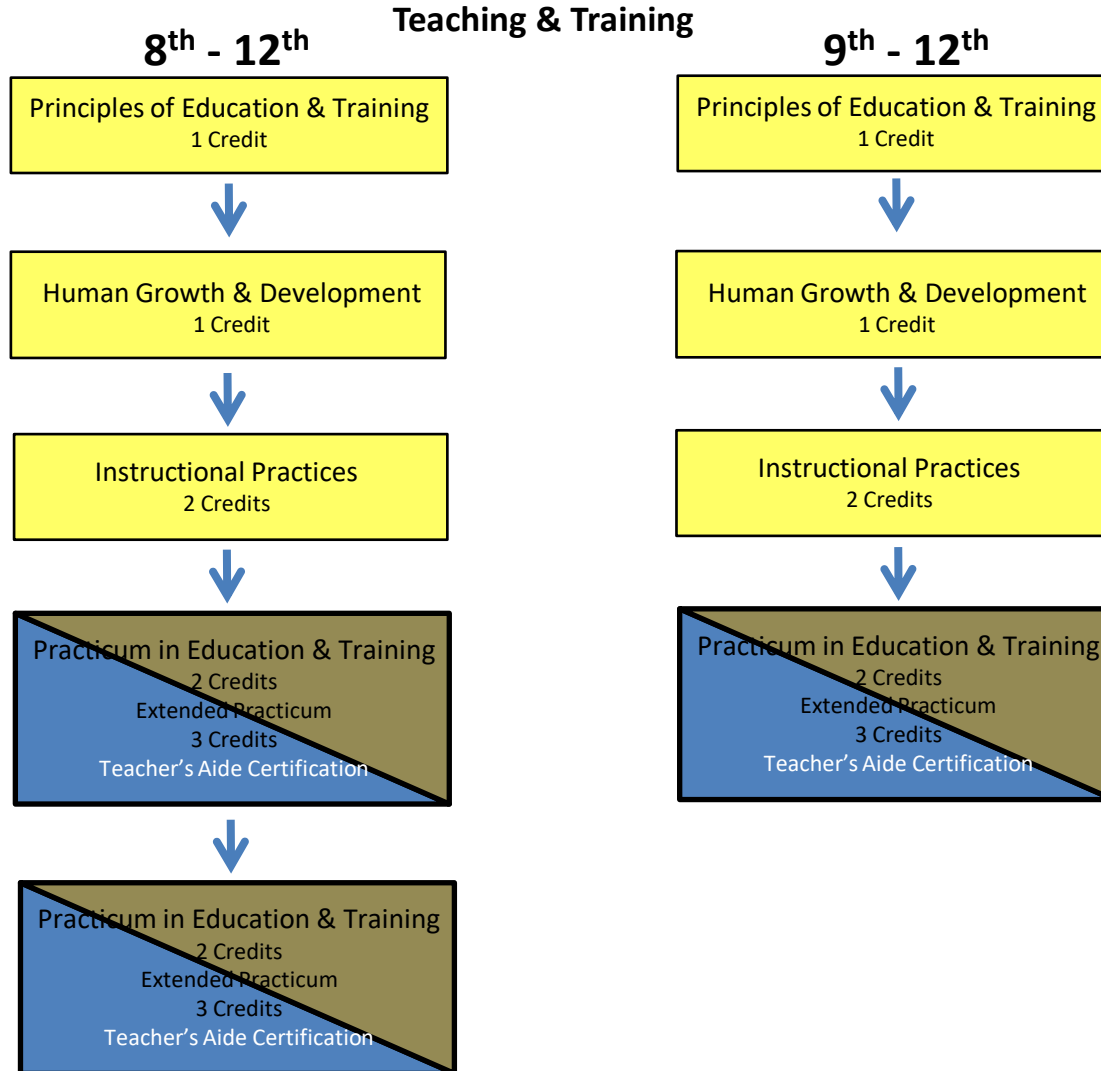 Teaching & Training
8th - 12th
Principles of Education & Training
1 Credit
Human Growth & Development
1 Credit
Instructional Practices
2 Credits
Practicum in Education & Training
2 Credits
Extended Practicum
3 Credits
Teacher's Aide Certification
Practicum in Education & Training
2 Credits
Extended Practicum
3 Credits
Teacher's Aide Certification
9th - 12th
Principles of Education & Training
1 Credit
Human Growth & Development
1 Credit
Instructional Practices
2 Credits
Practicum in Education & Training
2 Credits
Extended Practicum
3 Credits
Teacher's Aide Certification